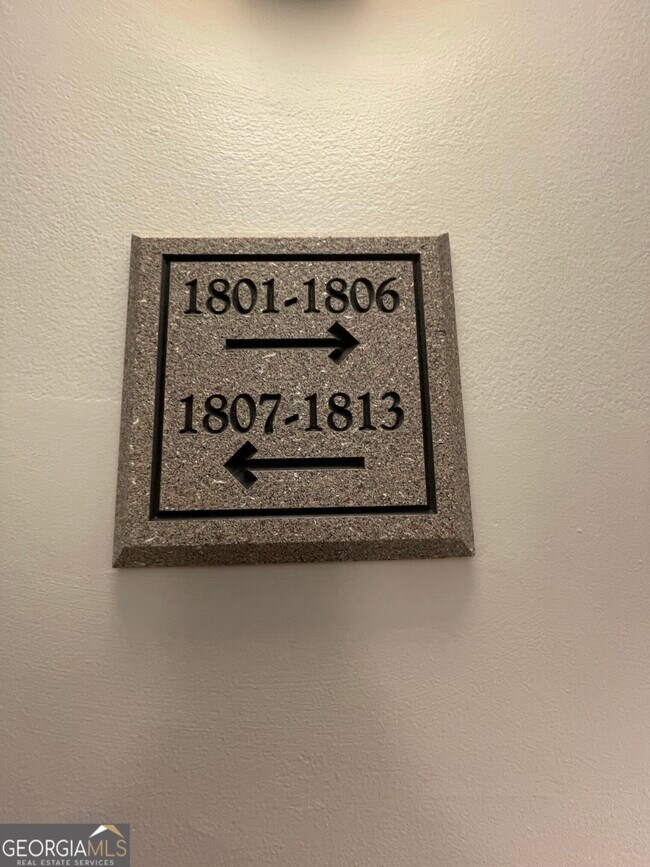 1801-1806
1807-1813
GEORGIAMLS
REAL ESTATE SERVICES